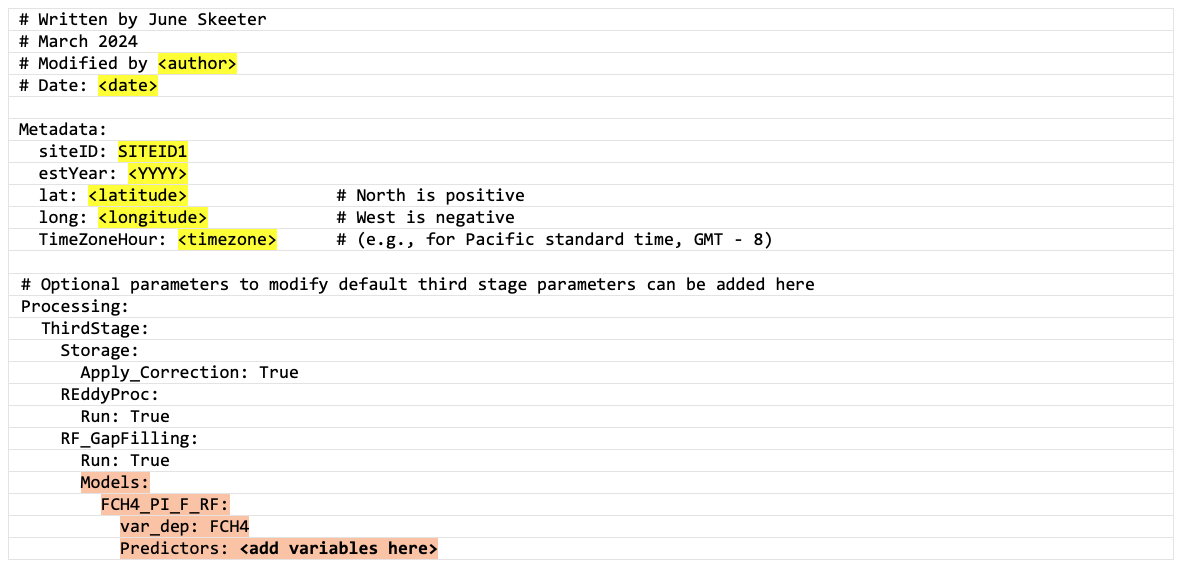 # Written by June Skeeter
# March 2024
# Modified by <author>
# Date: <date>
Metadata:
  siteID: SITEID1
  estYear: <YYYY>
  lat: <latitude>               # North is positive
  long: <longitude>             # West is negative
  TimeZoneHour: <timezone>      # (e.g., for Pacific standard time, GMT - 8)
# Optional parameters to modify default third stage parameters can be added here
Processing:
  ThirdStage:
    Storage:
      Apply_Correction: True
    REddyProc:
      Run: True
    RF_GapFilling:
      Run: True
      Models:
        FCH4_PI_F_RF:
          var_dep: FCH4
          Predictors: <add variables here>